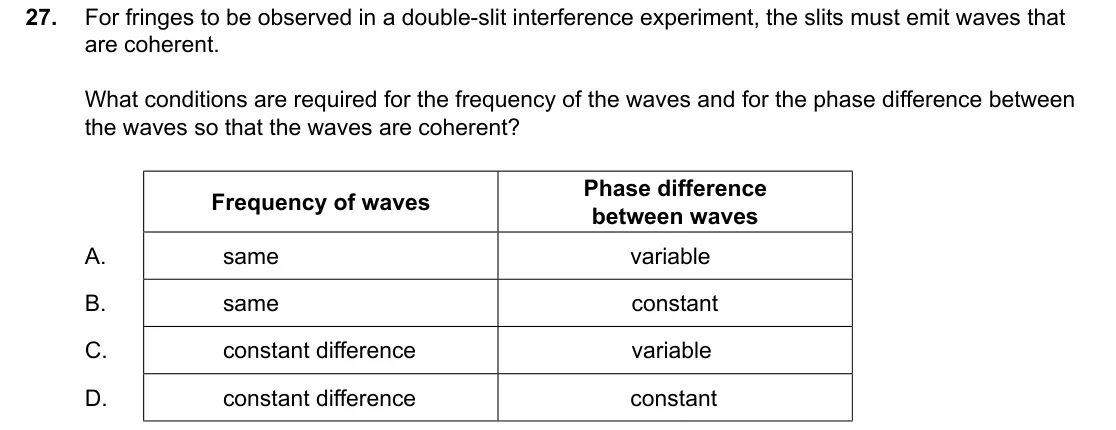 27. For fringes to be observed in a double-slit interference experiment, the slits must emit waves that
are coherent.
What conditions are required for the frequency of the waves and for the phase difference between
the waves so that the waves are coherent?
Frequency of waves Phase difference
between waves
A. same variable
B. same constant
C. constant difference variable
D. constant difference constant